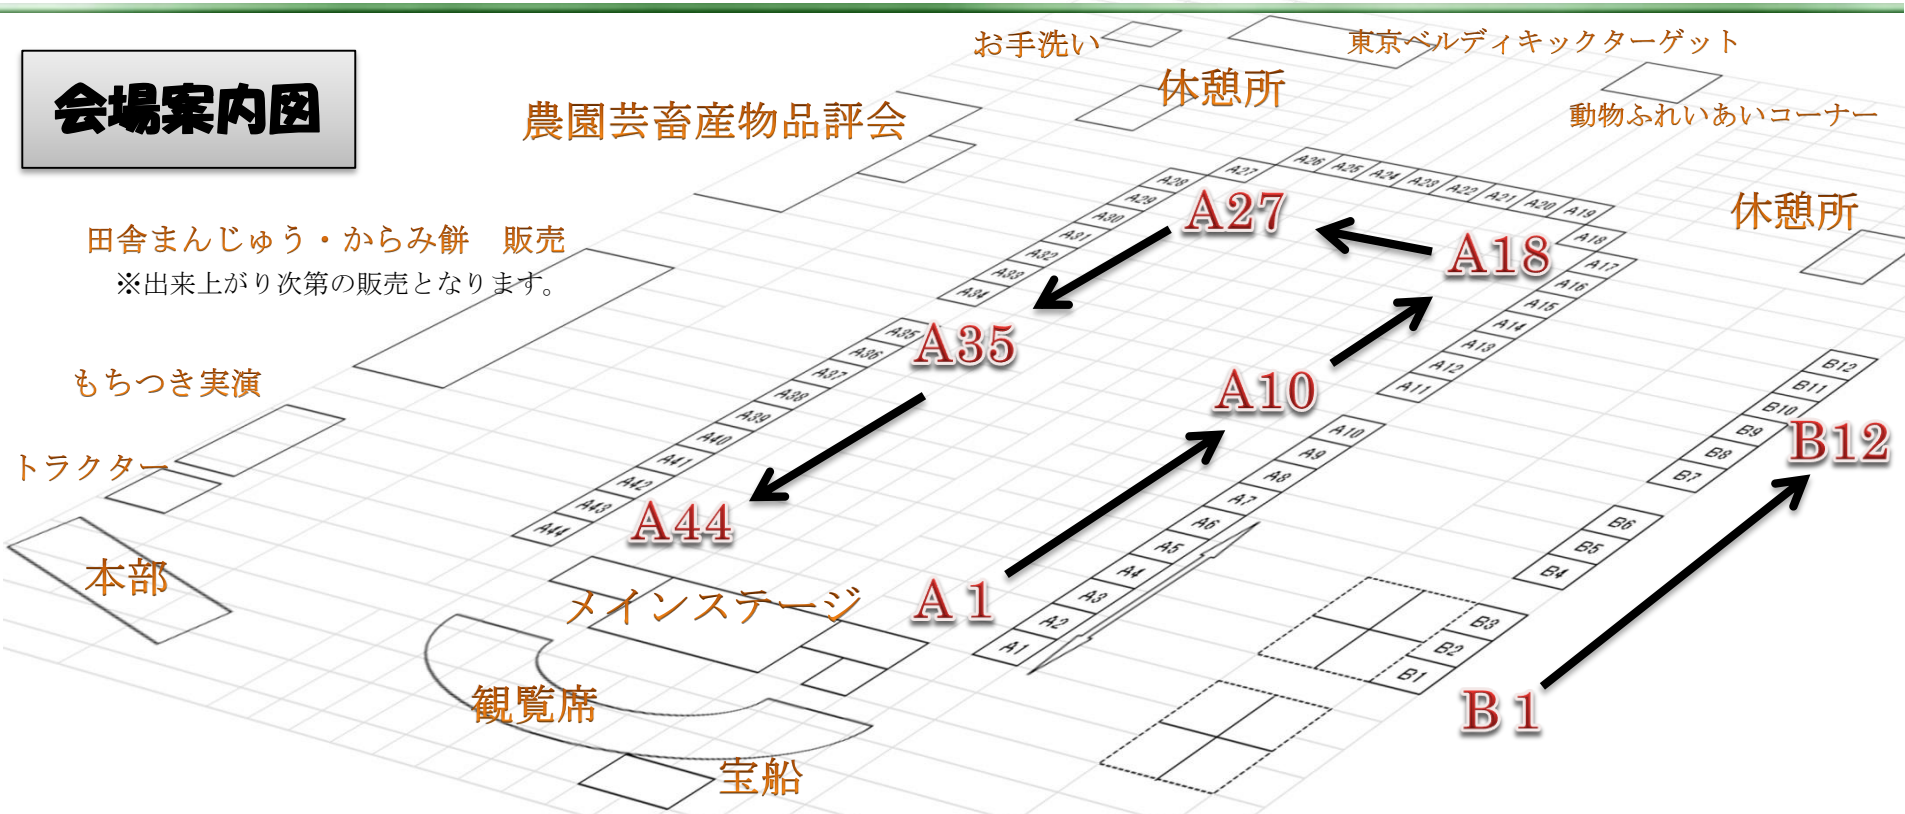 会場案内図
お手洗い
東京ベルディキックターゲット
休憩所
動物ふれいあいコーナー
農園芸畜産物品評会
休憩所
田舎まんじゅう・からみ餅　販売
※出来上がり次第の販売となります。
もちつき実演
トラクター
本部
メインステージ
観覧席
宝船
A27
A18
A35
A10
A44
A１
B12
B１
A1
A2
A3
A4
A5
A6
A7
A8
A9
A10
A11
A12
A13
A14
A15
A16
A17
A18
A19
A20
A21
A22
A23
A24
A25
A26
A27
A28
A29
A30
A31
A32
A33
A34
A35
A36
A37
A38
A39
A40
A41
A42
A43
A44
B1
B2
B3
B4
B5
B6
B7
B8
B9
B10
B11
B12